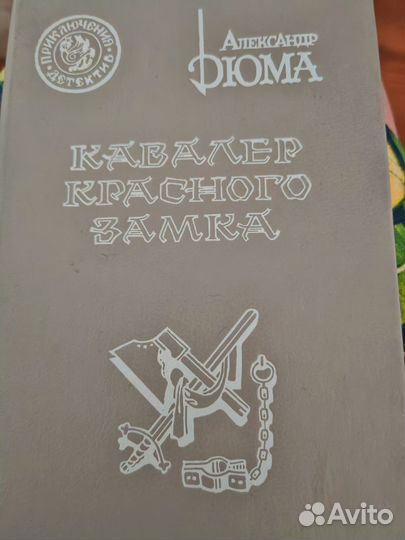 ПРИКЛЮЧЕНИЯ
ДЕТЕКТИВ
АЛЕКСАНДР
ДЮМА
КАВАЛЕР
КРАСНОГО
ЗАМКА
Avito